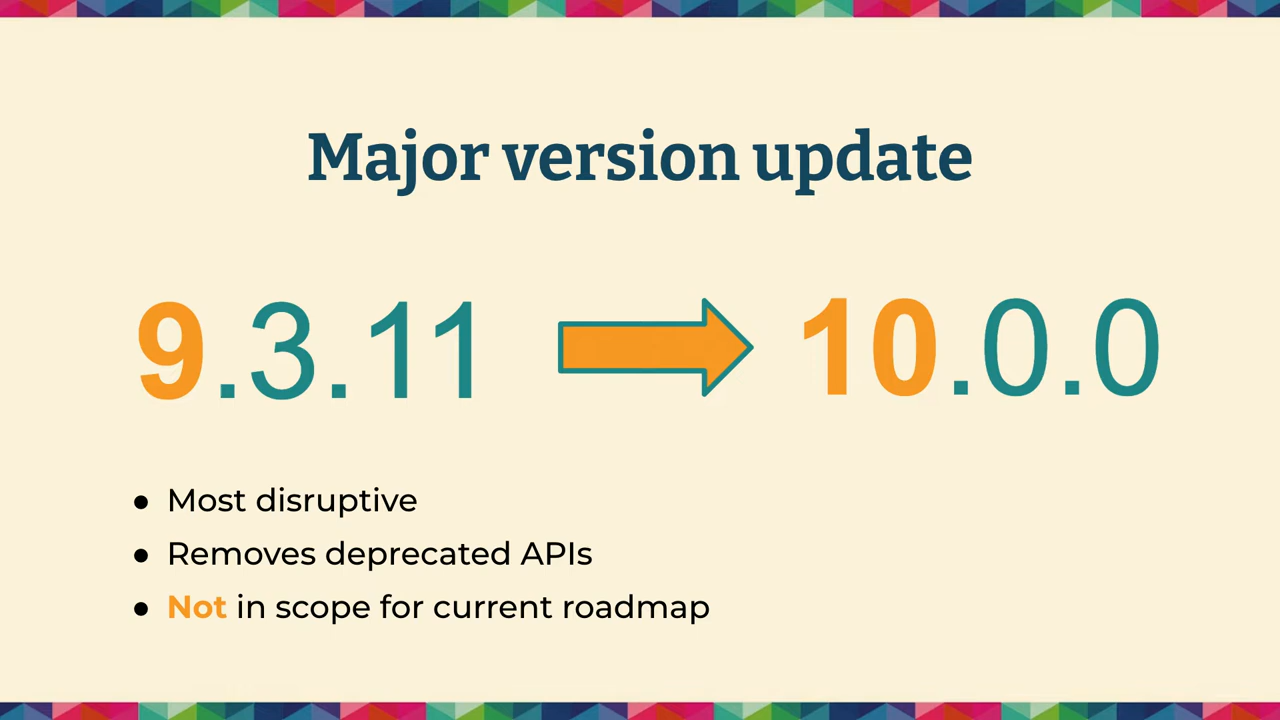 Major version update
9.3.11 10.0.0
● Most disruptive
● Removes deprecated APIs
● Not in scope for current roadmap